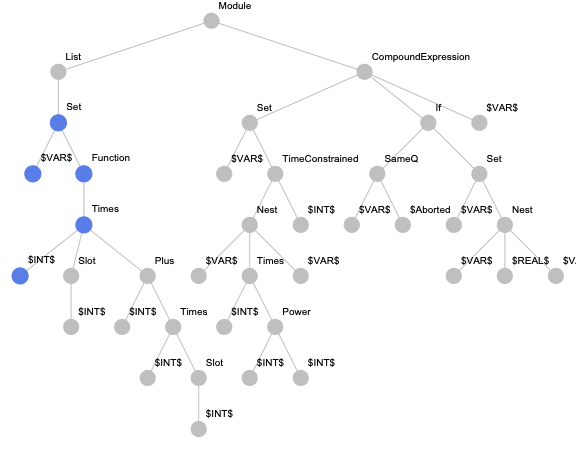 Module
List CompoundExpression
Set Set If $VAR$
$VAR$ Function $VAR$ TimeConstrained SameQ Set
Times Nest $INT$ $VAR$ $Aborted $VAR$ Nest
$INT$ Slot Plus $VAR$ Times $VAR$ $VAR$ $REAL$
$INT$ $INT$ Times $INT$ Power
$INT$ Slot $INT$ $INT$
$INT$